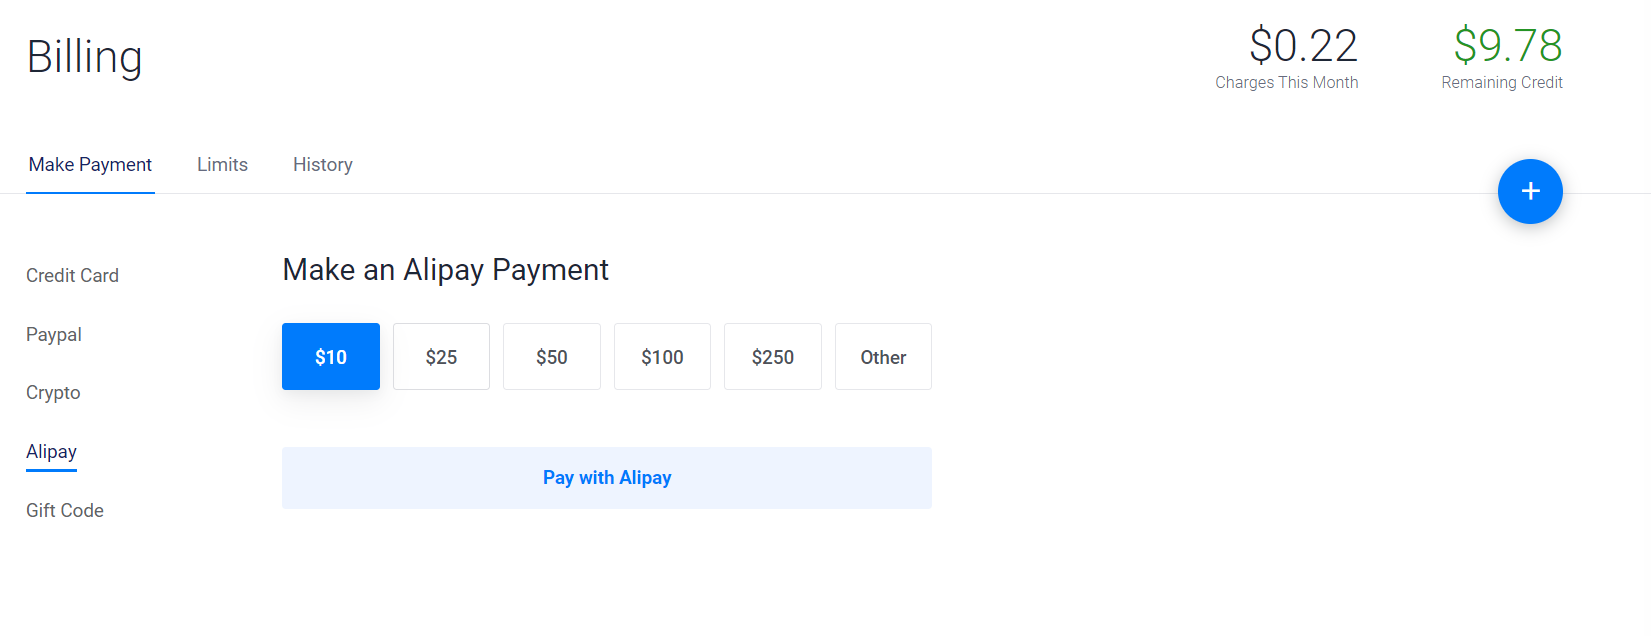 Billing
$0.22
Charges This Month
$9.78
Remaining Credit
Make Payment
Limits
History
+
Credit Card
Paypal
Crypto
Alipay
Gift Code
Make an Alipay Payment
$10
$25
$50
$100
$250
Other
Pay with Alipay